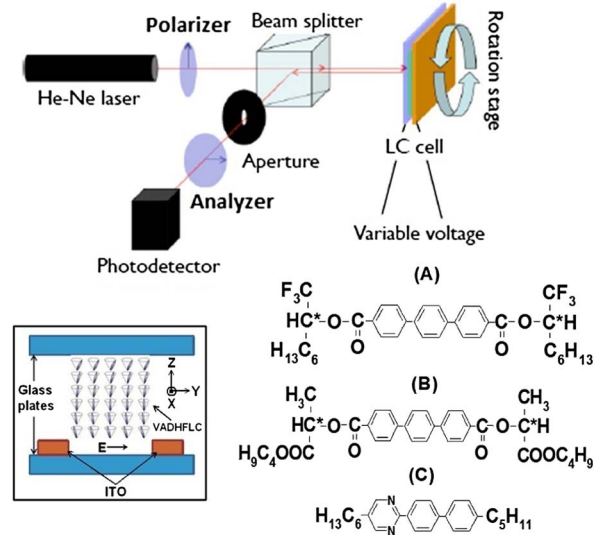 Polarizer
Beam splitter
Rotation stage
He-Ne laser
Aperture
LC cell
Analyzer
Variable voltage
Photodetector
(A)
F₃C
CF₃
HC*-O-C
C-O-C*H
O
O
H₁₃C₆
C₆H₁₃
(B)
H₃C
CH₃
HC*-O-C
C-O-C*H
O
O
H₉C₄OOC
COOC₄H₉
(C)
N
H₁₃C₆
C₅H₁₁
N
Glass
plates
Z
Y
X
VADHFLC
E
ITO